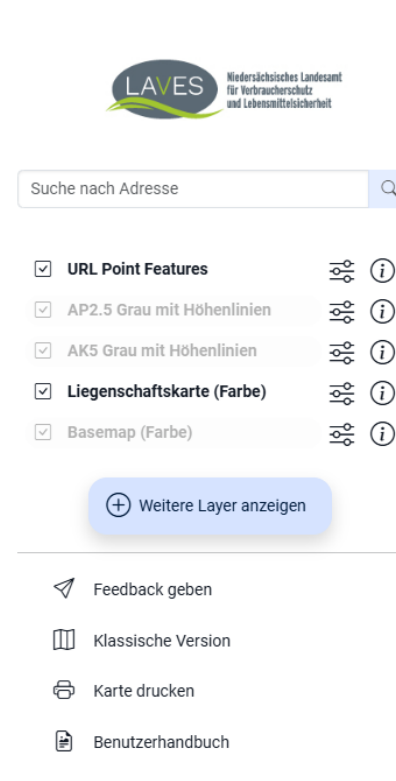 LAVES
Niedersächsisches Landesamt
für Verbraucherschutz
und Lebensmittelsicherheit
Suche nach Adresse
URL Point Features
AP2.5 Grau mit Höhenlinien
AK5 Grau mit Höhenlinien
Liegenschaftskarte (Farbe)
Basemap (Farbe)
Weitere Layer anzeigen
Feedback geben
Klassische Version
Karte drucken
Benutzerhandbuch